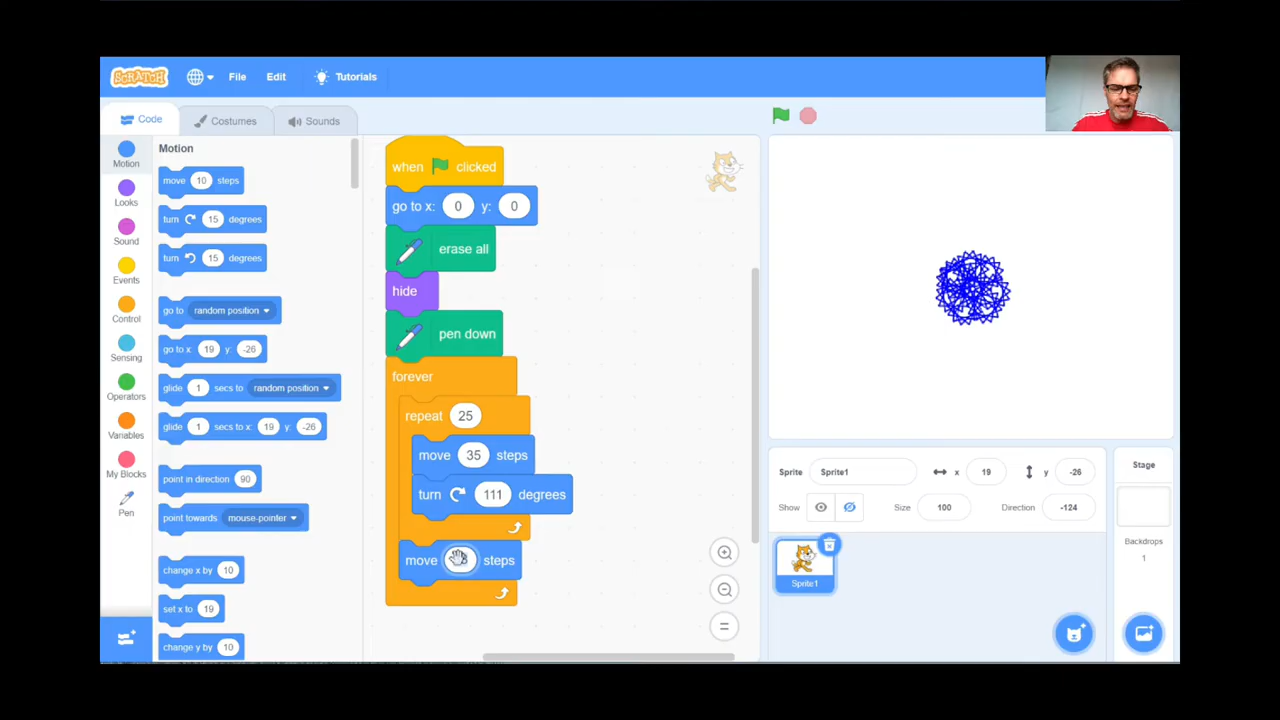 SCRATCH File Edit Tutorials
Code Costumes Sounds
Motion
Looks
Sound
Events
Control
Sensing
Operators
Variables
My Blocks
Pen
Motion
move 10 steps
turn 15 degrees
turn 15 degrees
go to random position
go to x: 19 y: -26
glide 1 secs to random position
glide 1 secs to x: 19 y: -26
point in direction 90
point towards mouse-pointer
change x by 10
set x to 19
change y by 10
when clicked
go to x: 0 y: 0
erase all
hide
pen down
forever
repeat 25
move 35 steps
turn 111 degrees
move steps
Sprite Sprite1 x 19 y -26
Show Size 100 Direction -124
Sprite1
Stage
Backdrops
1